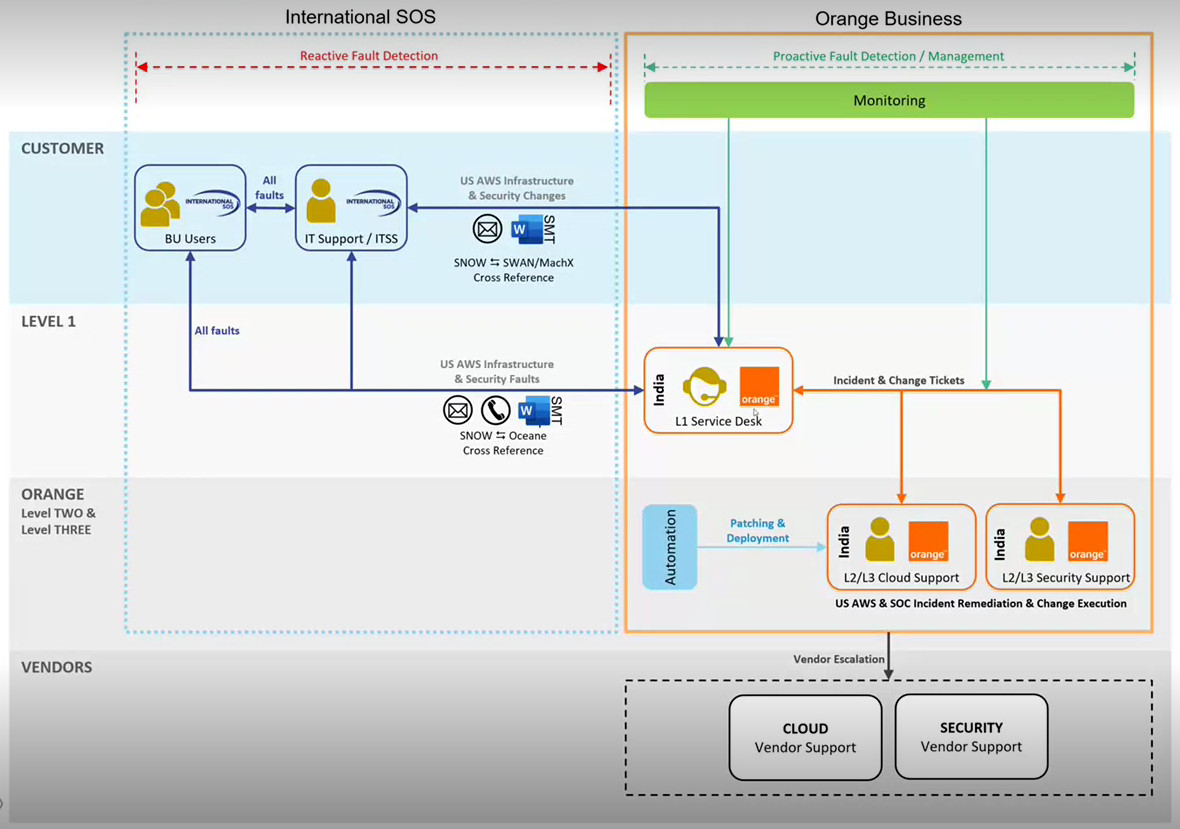 International SOS
Orange Business
Reactive Fault Detection
Proactive Fault Detection / Management
Monitoring
CUSTOMER
INTERNATIONAL
SOS
BU Users
All
faults
INTERNATIONAL
SOS
IT Support / ITSS
US AWS Infrastructure
& Security Changes
W
SMT
SNOW ⇆ SWAN/MachX
Cross Reference
LEVEL 1
All faults
US AWS Infrastructure
& Security Faults
W
SMT
SNOW ⇆ Oceane
Cross Reference
India
orange™
L1 Service Desk
Incident & Change Tickets
ORANGE
Level TWO &
Level THREE
Automation
Patching &
Deployment
India
orange™
L2/L3 Cloud Support
India
orange™
L2/L3 Security Support
US AWS & SOC Incident Remediation & Change Execution
VENDORS
Vendor Escalation
CLOUD
Vendor Support
SECURITY
Vendor Support